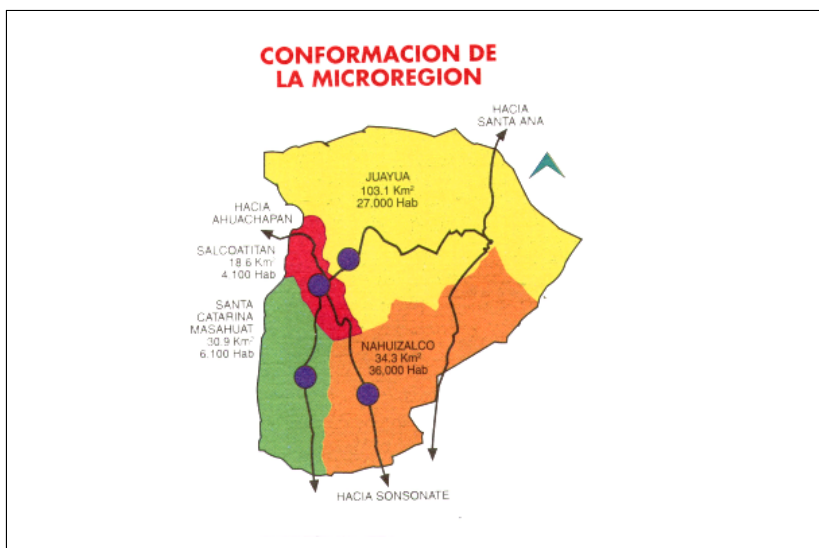 CONFORMACION DE
LA MICROREGION
HACIA
SANTA ANA
JUAYUA
103.1 Km²
27.000 Hab
HACIA
AHUACHAPAN
SALCOATITAN
18.6 Km²
4.100 Hab
SANTA
CATARINA
MASAHUAT
30.9 Km²
6.100 Hab
NAHUIZALCO
34.3 Km²
36,000 Hab
HACIA SONSONATE